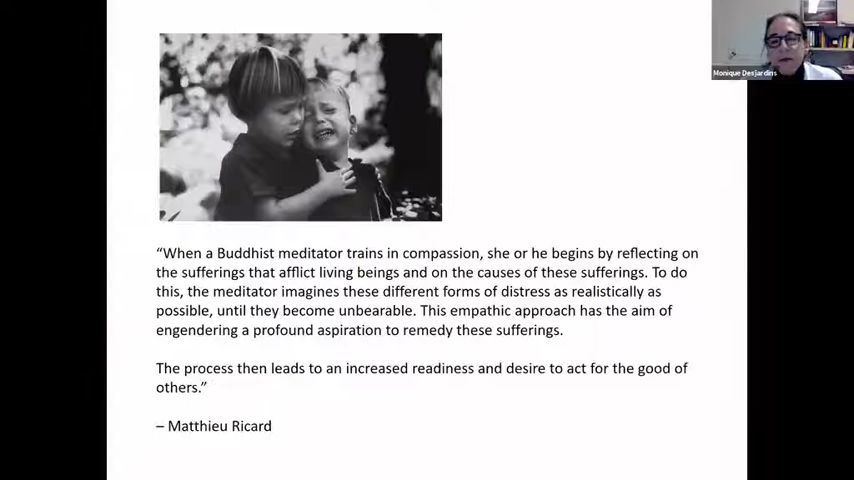 Monique Desjardins
“When a Buddhist meditator trains in compassion, she or he begins by reflecting on
the sufferings that afflict living beings and on the causes of these sufferings. To do
this, the meditator imagines these different forms of distress as realistically as
possible, until they become unbearable. This empathic approach has the aim of
engendering a profound aspiration to remedy these sufferings.
The process then leads to an increased readiness and desire to act for the good of
others.”
– Matthieu Ricard